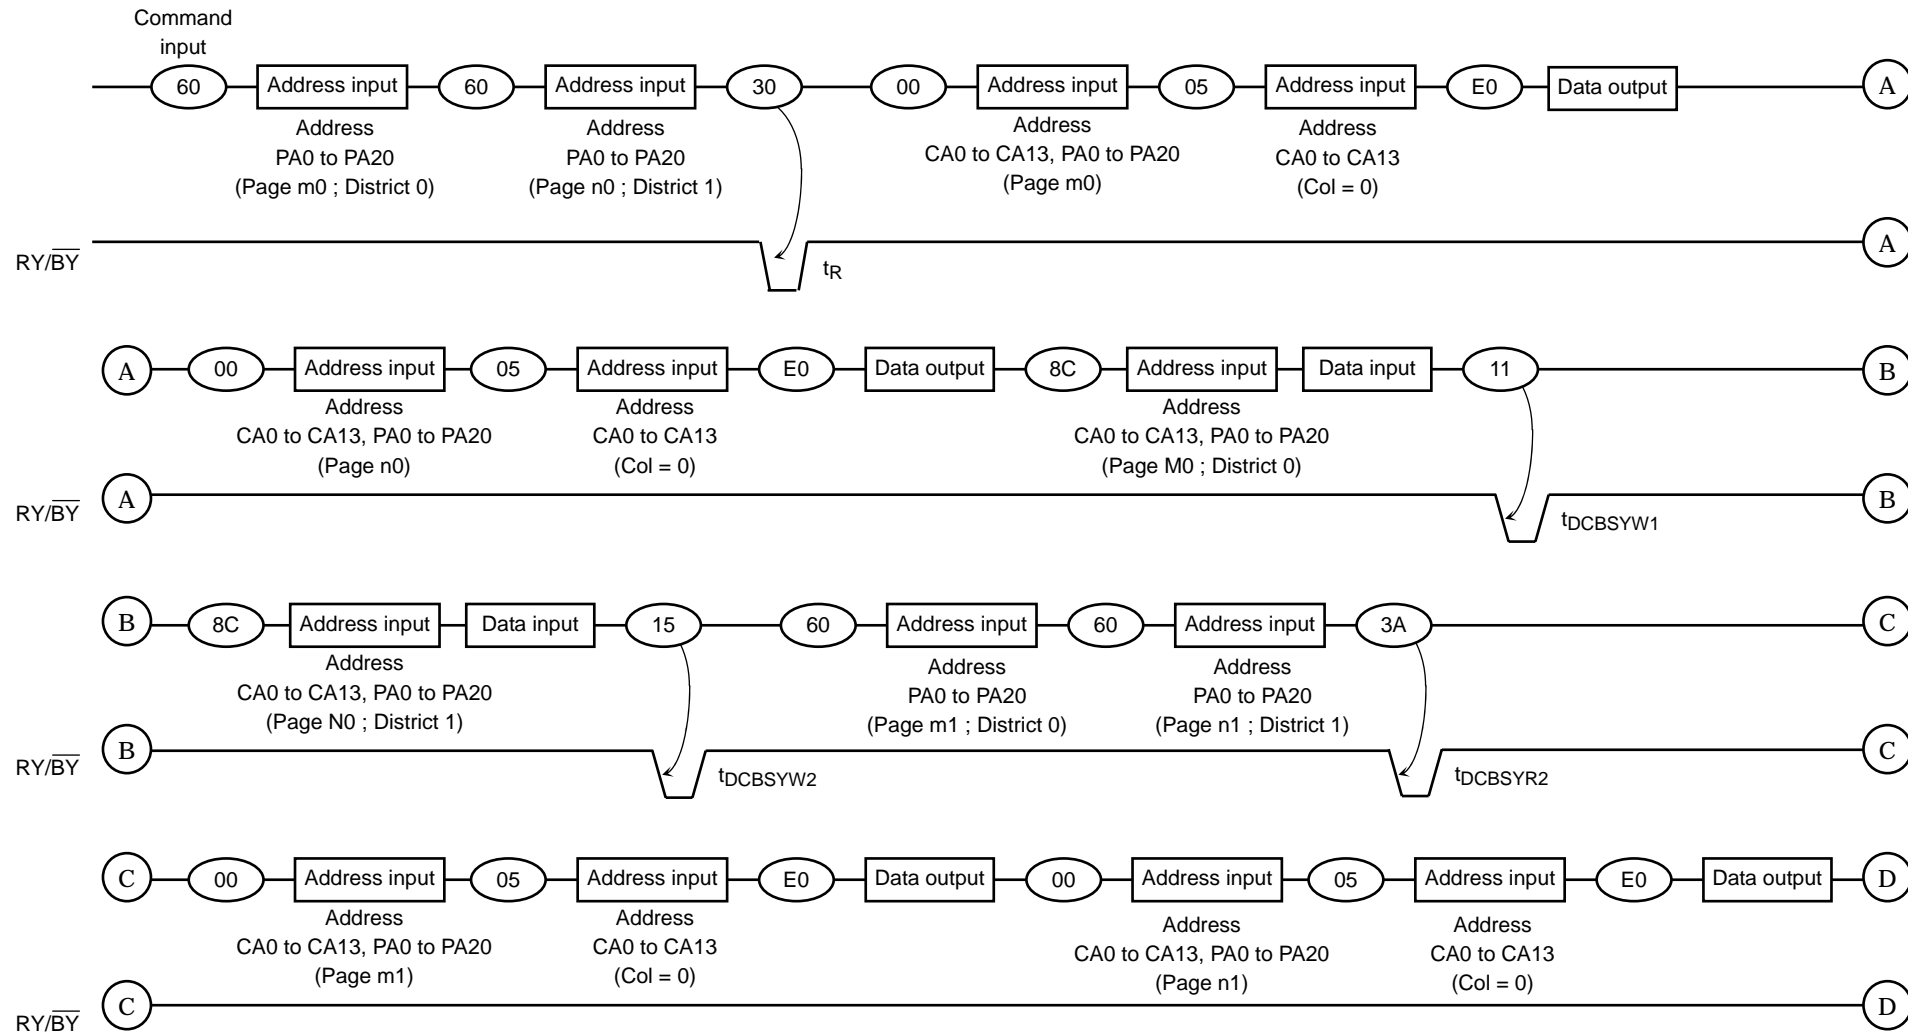 Command
input
60 Address input 60 Address input 30 00 Address input 05 Address input E0 Data output A
Address
PA0 to PA20
(Page m0 ; District 0)
Address
PA0 to PA20
(Page n0 ; District 1)
Address
CA0 to CA13, PA0 to PA20
(Page m0)
Address
CA0 to CA13
(Col = 0)
RY/BY A
tR
A 00 Address input 05 Address input E0 Data output 8C Address input Data input 11 B
Address
CA0 to CA13, PA0 to PA20
(Page n0)
Address
CA0 to CA13
(Col = 0)
Address
CA0 to CA13, PA0 to PA20
(Page M0 ; District 0)
RY/BY A B
tDCBSYW1
B 8C Address input Data input 15 60 Address input 60 Address input 3A C
Address
CA0 to CA13, PA0 to PA20
(Page N0 ; District 1)
Address
PA0 to PA20
(Page m1 ; District 0)
Address
PA0 to PA20
(Page n1 ; District 1)
RY/BY B C
tDCBSYW2
tDCBSYR2
C 00 Address input 05 Address input E0 Data output 00 Address input 05 Address input E0 Data output D
Address
CA0 to CA13, PA0 to PA20
(Page m1)
Address
CA0 to CA13
(Col = 0)
Address
CA0 to CA13, PA0 to PA20
(Page n1)
Address
CA0 to CA13
(Col = 0)
RY/BY C D